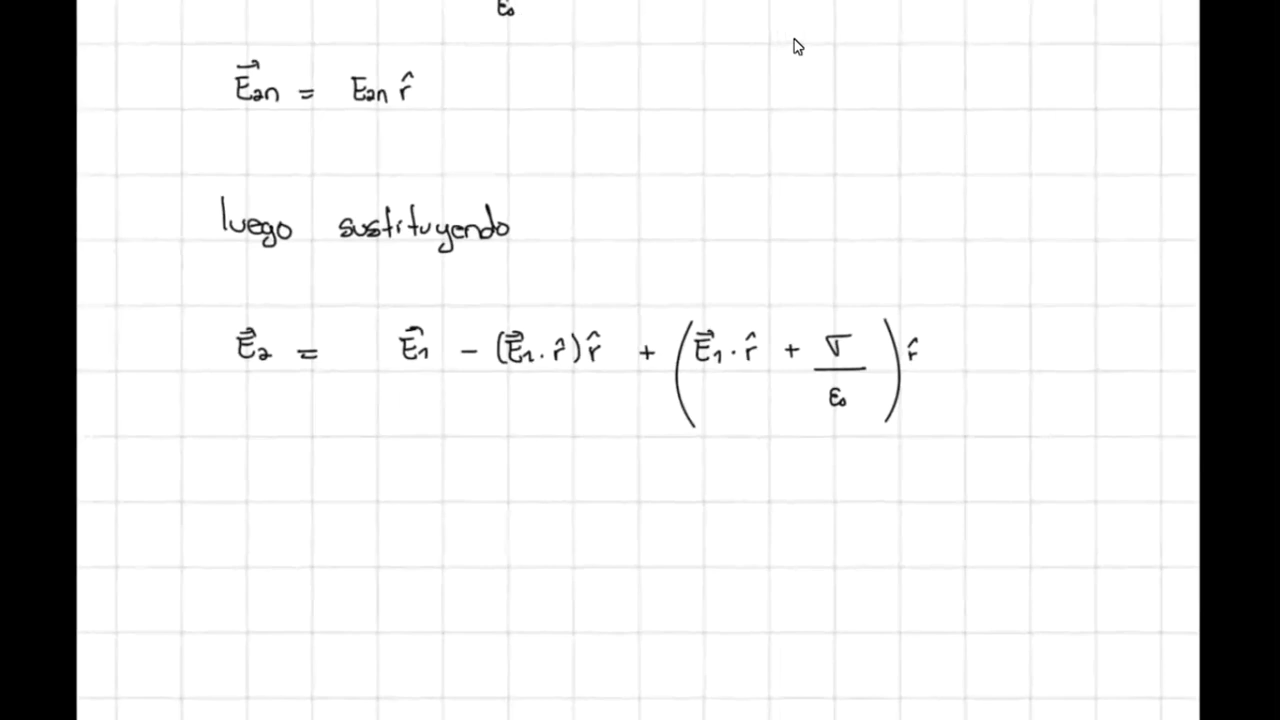 ε₀
E⃗₂n = E₂n r̂
luego sustituyendo
E⃗₂ = E⃗₁ - (E⃗₁ · r̂) r̂ + (E⃗₁ · r̂ + σ/ε₀) r̂